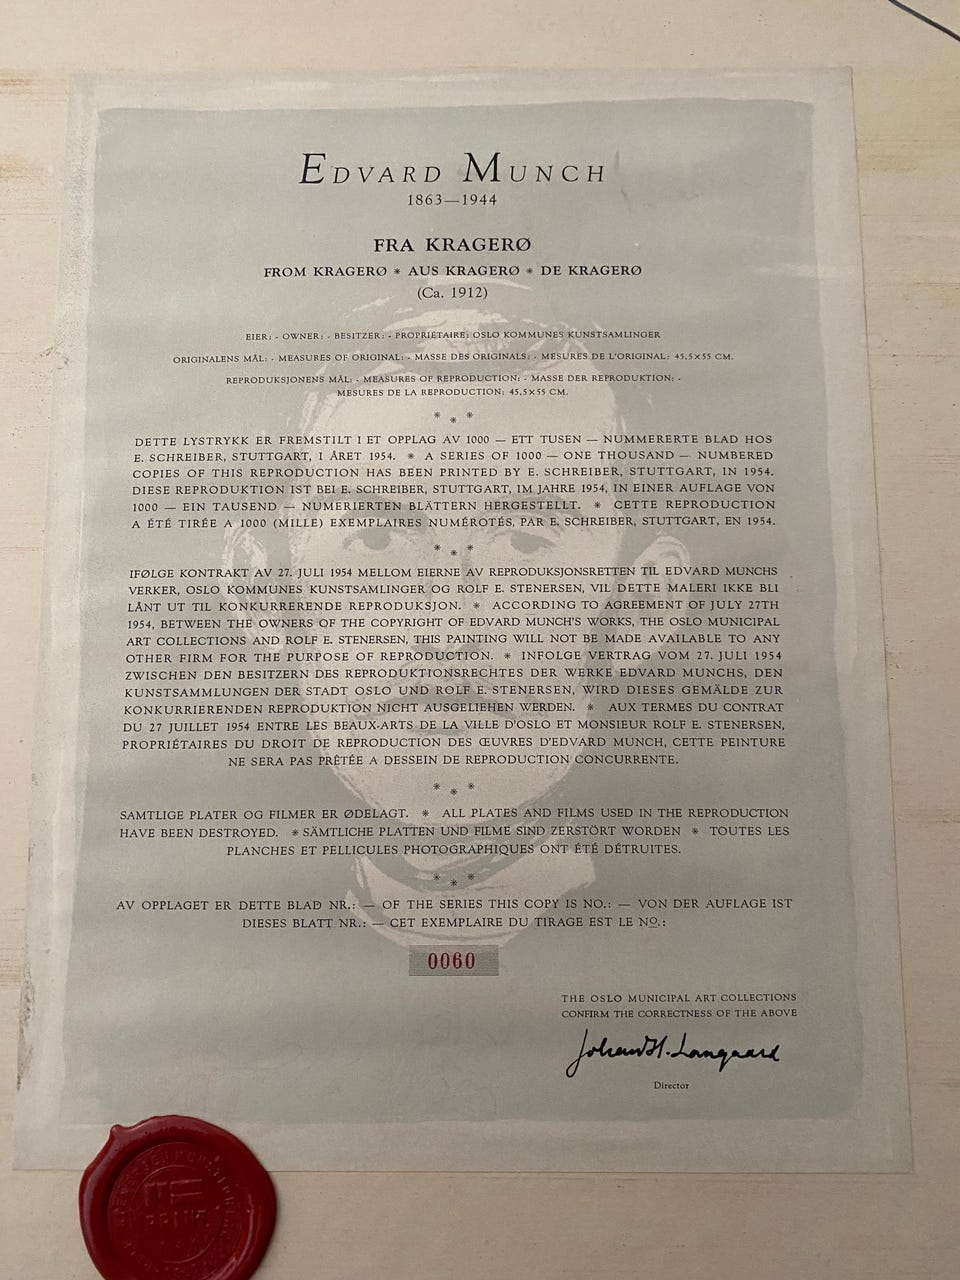 EDVARD MUNCH
1863—1944
FRA KRAGERØ
FROM KRAGERØ * AUS KRAGERØ * DE KRAGERØ
(Ca. 1912)
EIER: - OWNER: - BESITZER: - PROPRIÉTAIRE: OSLO KOMMUNES KUNSTSAMLINGER
ORIGINALENS MÅL: - MEASURES OF ORIGINAL: - MASSE DES ORIGINALS: - MESURES DE L'ORIGINAL: 45,5×55 CM.
REPRODUKSJONENS MÅL: - MEASURES OF REPRODUCTION: - MASSE DER REPRODUKTION: -
MESURES DE LA REPRODUCTION: 45,5×55 CM.
* * *
DETTE LYSTRYKK ER FREMSTILT I ET OPPLAG AV 1000 — ETT TUSEN — NUMMERERTE BLAD HOS
E. SCHREIBER, STUTTGART, I ÅRET 1954. * A SERIES OF 1000 — ONE THOUSAND — NUMBERED
COPIES OF THIS REPRODUCTION HAS BEEN PRINTED BY E. SCHREIBER, STUTTGART, IN 1954.
DIESE REPRODUKTION IST BEI E. SCHREIBER, STUTTGART, IM JAHRE 1954, IN EINER AUFLAGE VON
1000 — EIN TAUSEND — NUMERIERTEN BLÄTTERN HERGESTELLT. * CETTE REPRODUCTION
A ÉTÉ TIRÉE A 1000 (MILLE) EXEMPLAIRES NUMÉROTÉS, PAR E. SCHREIBER, STUTTGART, EN 1954.
* * *
IFØLGE KONTRAKT AV 27. JULI 1954 MELLOM EIERNE AV REPRODUKSJONSRETTEN TIL EDVARD MUNCHS
VERKER, OSLO KOMMUNES KUNSTSAMLINGER OG ROLF E. STENERSEN, VIL DETTE MALERI IKKE BLI
LÅNT UT TIL KONKURRERENDE REPRODUKSJON. * ACCORDING TO AGREEMENT OF JULY 27TH
1954, BETWEEN THE OWNERS OF THE COPYRIGHT OF EDVARD MUNCH'S WORKS, THE OSLO MUNICIPAL
ART COLLECTIONS AND ROLF E. STENERSEN, THIS PAINTING WILL NOT BE MADE AVAILABLE TO ANY
OTHER FIRM FOR THE PURPOSE OF REPRODUCTION. * INFOLGE VERTRAG VOM 27. JULI 1954
ZWISCHEN DEN BESITZERN DES REPRODUKTIONSRECHTES DER WERKE EDVARD MUNCHS, DEN
KUNSTSAMMLUNGEN DER STADT OSLO UND ROLF E. STENERSEN, WIRD DIESES GEMÄLDE ZUR
KONKURRIERENDEN REPRODUKTION NICHT AUSGELIEHEN WERDEN. * AUX TERMES DU CONTRAT
DU 27 JUILLET 1954 ENTRE LES BEAUX-ARTS DE LA VILLE D'OSLO ET MONSIEUR ROLF E. STENERSEN,
PROPRIÉTAIRES DU DROIT DE REPRODUCTION DES ŒUVRES D'EDVARD MUNCH, CETTE PEINTURE
NE SERA PAS PRÊTÉE A DESSEIN DE REPRODUCTION CONCURRENTE.
* * *
SAMTLIGE PLATER OG FILMER ER ØDELAGT. * ALL PLATES AND FILMS USED IN THE REPRODUCTION
HAVE BEEN DESTROYED. * SÄMTLICHE PLATTEN UND FILME SIND ZERSTÖRT WORDEN * TOUTES LES
PLANCHES ET PELLICULES PHOTOGRAPHIQUES ONT ÉTÉ DÉTRUITES.
* * *
AV OPPLAGET ER DETTE BLAD NR.: — OF THE SERIES THIS COPY IS NO.: — VON DER AUFLAGE IST
DIESES BLATT NR.: — CET EXEMPLAIRE DU TIRAGE EST LE NO.:
0060
THE OSLO MUNICIPAL ART COLLECTIONS
CONFIRM THE CORRECTNESS OF THE ABOVE
Johan H. Langaard
Director
PRINT